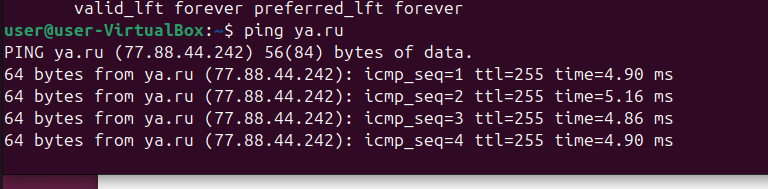 valid_lft forever preferred_lft forever
user@user-VirtualBox:~$ ping ya.ru
PING ya.ru (77.88.44.242) 56(84) bytes of data.
64 bytes from ya.ru (77.88.44.242): icmp_seq=1 ttl=255 time=4.90 ms
64 bytes from ya.ru (77.88.44.242): icmp_seq=2 ttl=255 time=5.16 ms
64 bytes from ya.ru (77.88.44.242): icmp_seq=3 ttl=255 time=4.86 ms
64 bytes from ya.ru (77.88.44.242): icmp_seq=4 ttl=255 time=4.90 ms